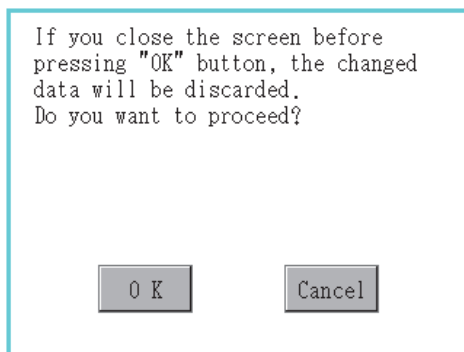 If you close the screen before
pressing "OK" button, the changed
data will be discarded.
Do you want to proceed?
O K
Cancel